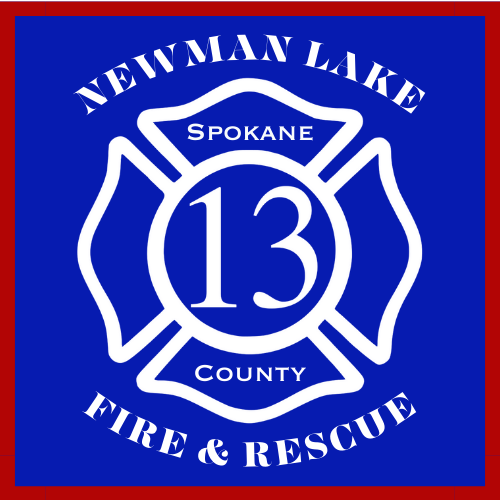 NEWMAN LAKE
SPOKANE
13
COUNTY
FIRE & RESCUE